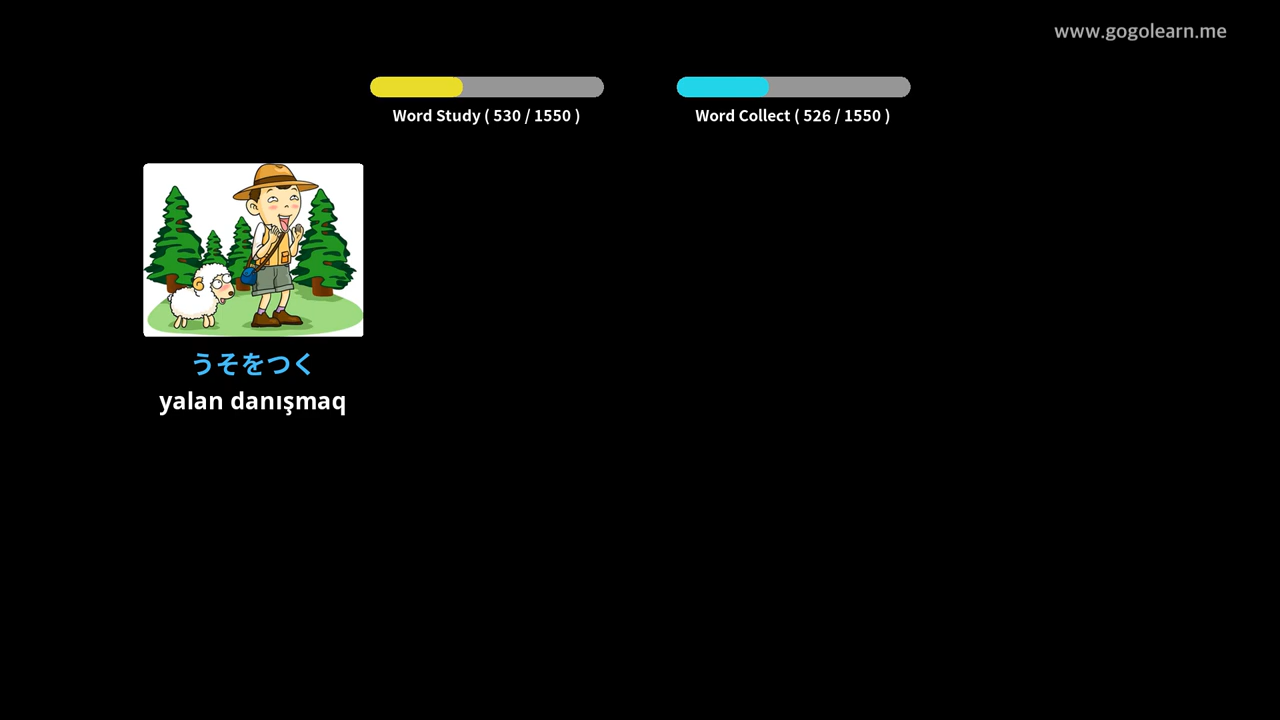 www.gogolearn.me
Word Study ( 530 / 1550 )
Word Collect ( 526 / 1550 )
うそをつく
yalan danışmaq